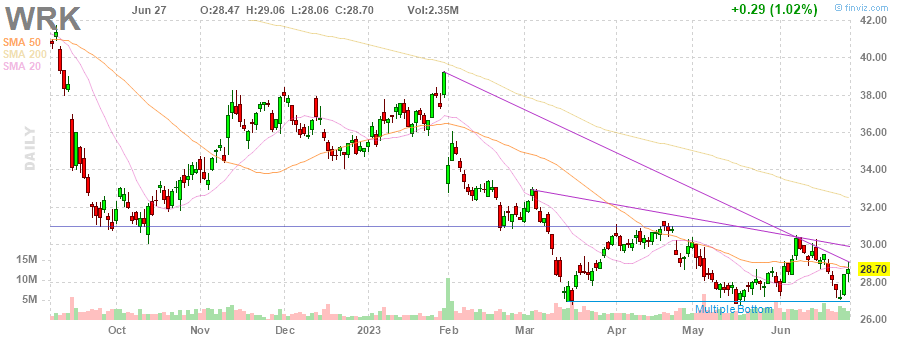 WRK Jun 27 O:28.47 H:29.06 L:28.06 C:28.70 Vol:2.35M +0.29 (1.02%) © finviz.com
SMA 50
SMA 200
SMA 20
DAILY
42.00
40.00
38.00
36.00
34.00
32.00
30.00
28.70
28.00
26.00
15M
10M
5M
Multiple Bottom
Oct Nov Dec 2023 Feb Mar Apr May Jun